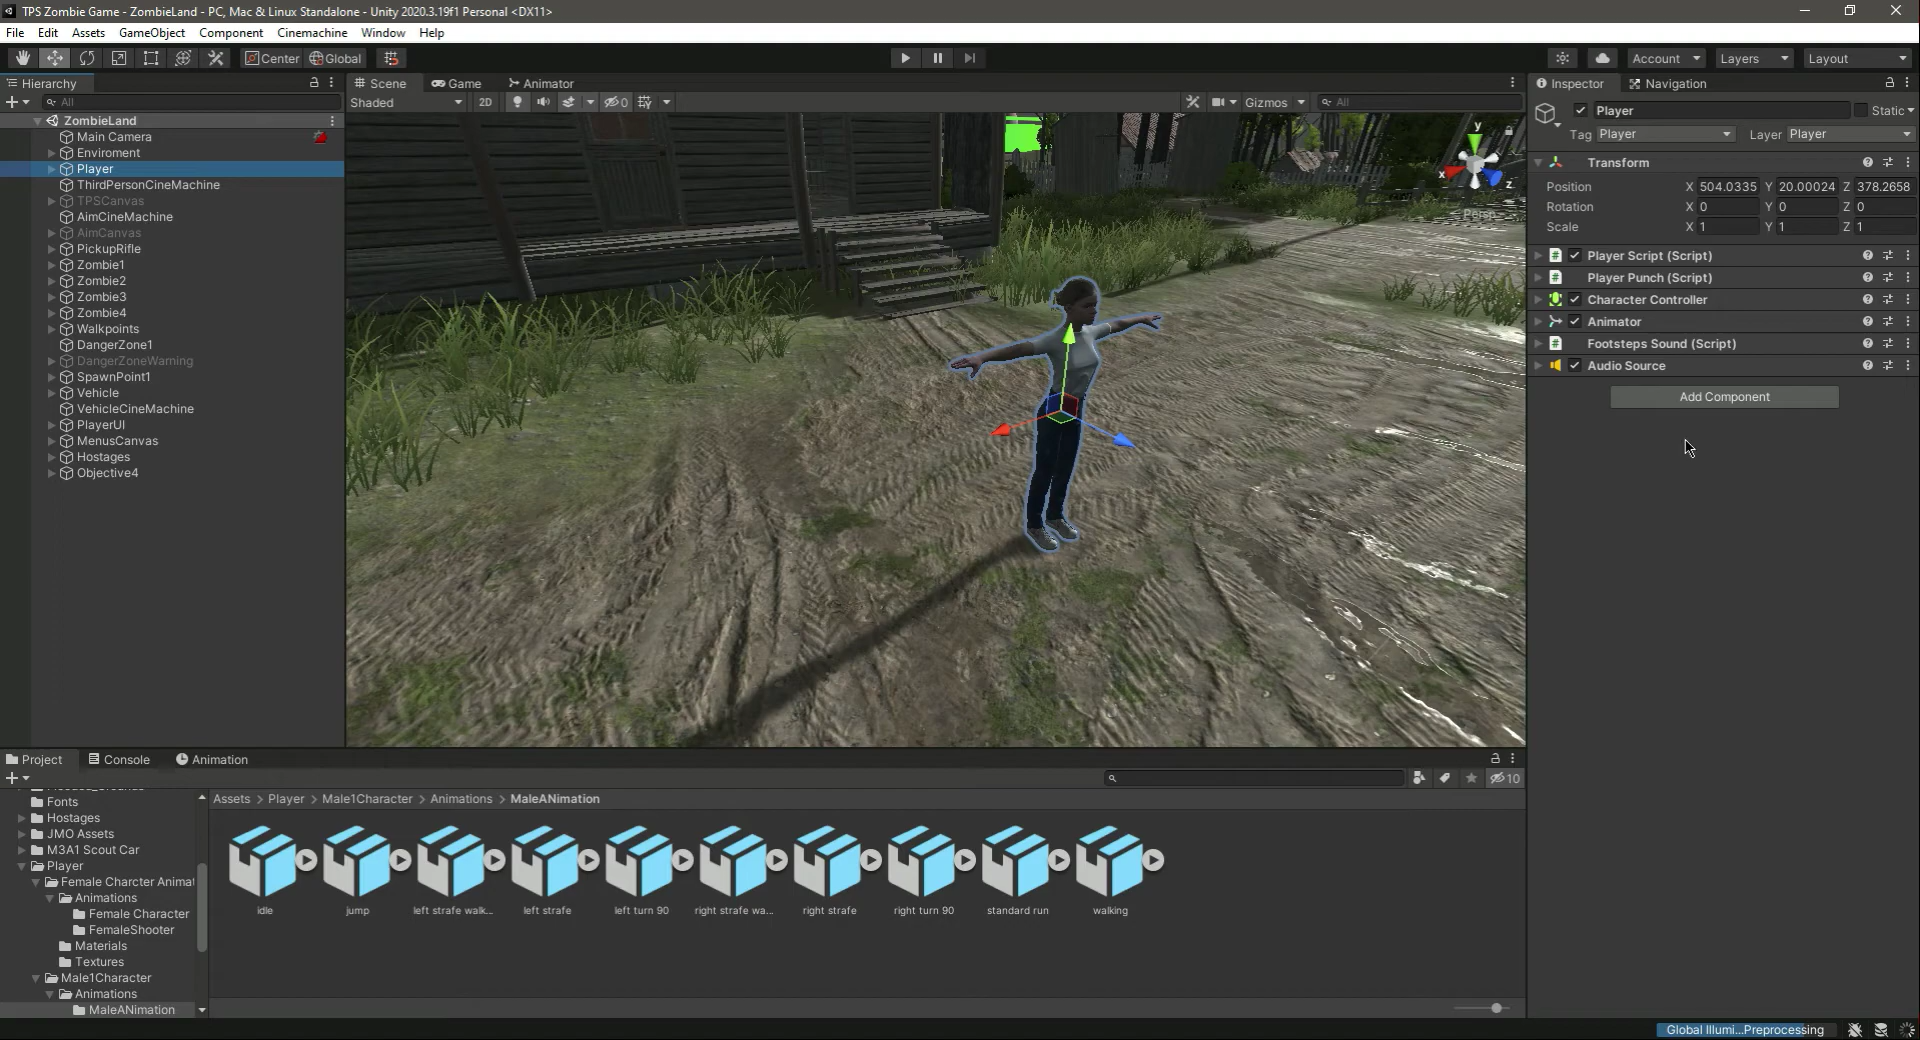 TPS Zombie Game - ZombieLand - PC, Mac & Linux Standalone - Unity 2020.3.19f1 Personal <DX11>
File Edit Assets GameObject Component Cinemachine Window Help
Center Global Account Layers Layout
Hierarchy
All
ZombieLand
Main Camera
Enviroment
Player
ThirdPersonCineMachine
TPSCanvas
AimCineMachine
AimCanvas
PickupRifle
Zombie1
Zombie2
Zombie3
Zombie4
Walkpoints
DangerZone1
DangerZoneWarning
SpawnPoint1
Vehicle
VehicleCineMachine
PlayerUI
MenusCanvas
Hostages
Objective4
Scene Game Animator
Shaded 2D 0 Gizmos All
y
x
z
Persp
Inspector Navigation
Player Static
Tag Player Layer Player
Transform
Position X 504.0335 Y 20.00024 Z 378.2658
Rotation X 0 Y 0 Z 0
Scale X 1 Y 1 Z 1
Player Script (Script)
Player Punch (Script)
Character Controller
Animator
Footsteps Sound (Script)
Audio Source
Add Component
Project Console Animation
10
Fonts
Hostages
JMO Assets
M3A1 Scout Car
Player
Female Charcter Animat
Animations
Female Character
FemaleShooter
Materials
Textures
Male1Character
Animations
MaleANimation
Assets > Player > Male1Character > Animations > MaleANimation
idle
jump
left strafe walk...
left strafe
left turn 90
right strafe wa...
right strafe
right turn 90
standard run
walking
Global Illumi...Preprocessing